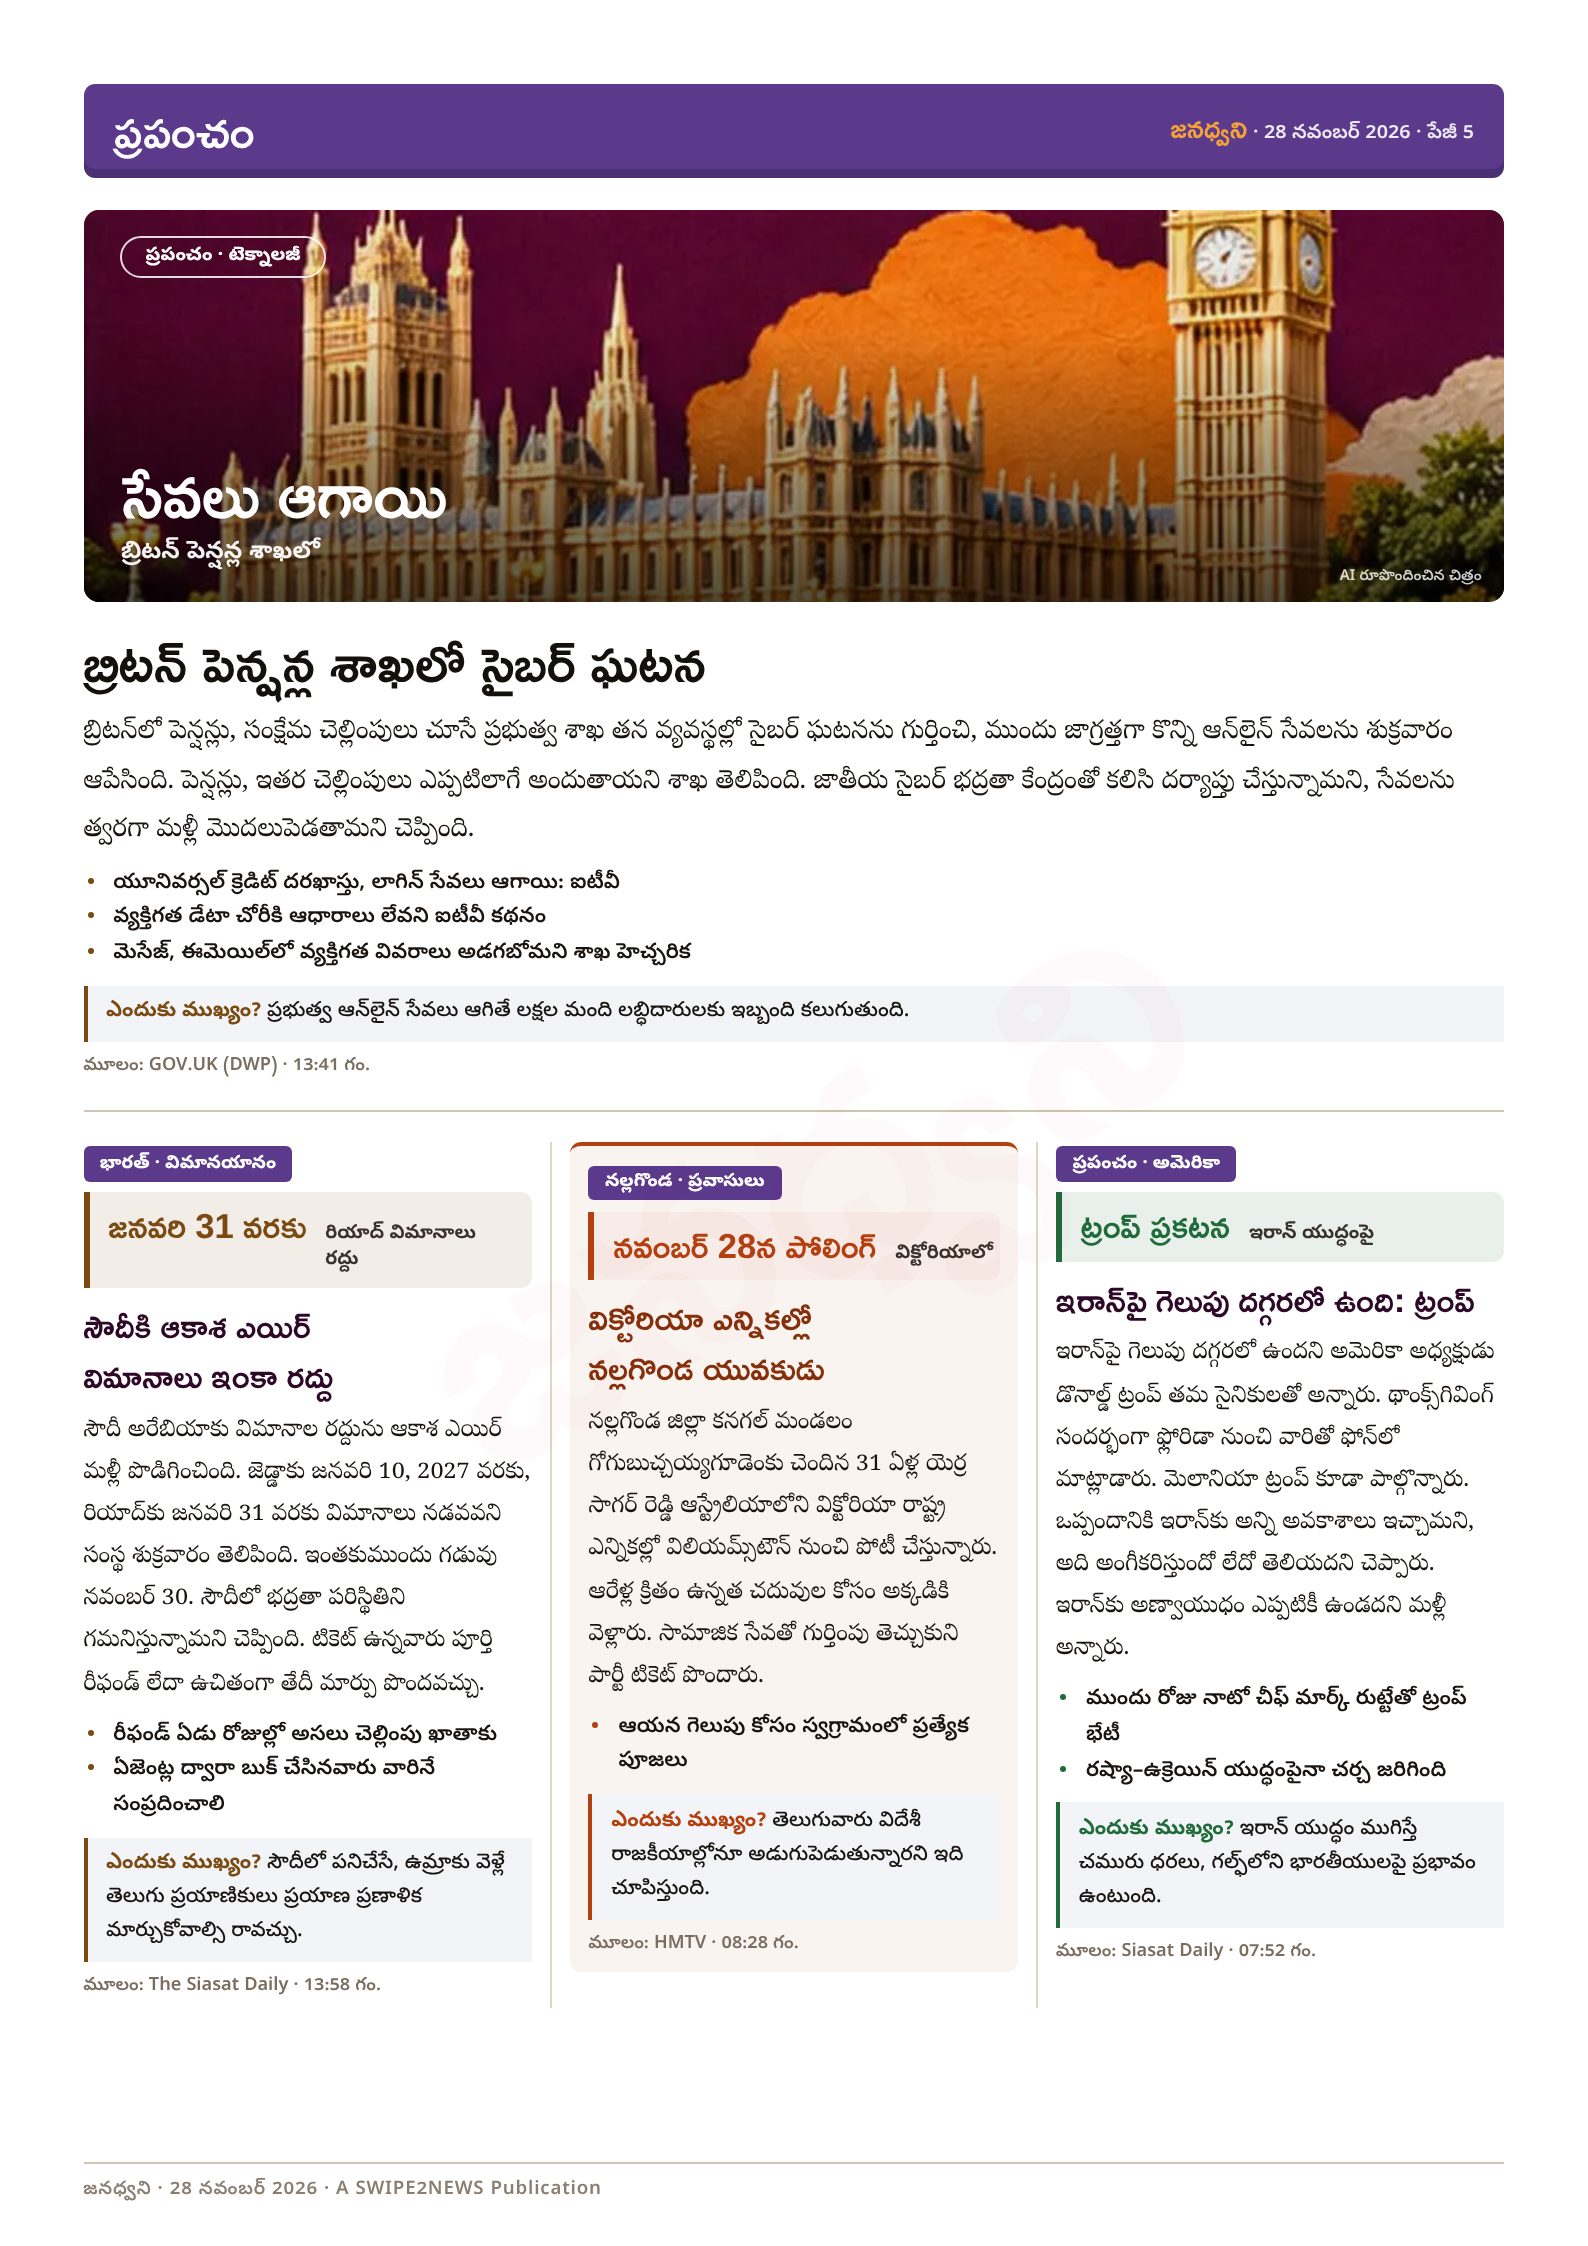 ప్రపంచం
జనధ్వని · 28 నవంబర్ 2026 · పేజీ 5
ప్రపంచం · టెక్నాలజీ
సేవలు ఆగాయి
బ్రిటన్ పెన్షన్ల శాఖలో
AI రూపొందించిన చిత్రం
బ్రిటన్ పెన్షన్ల శాఖలో సైబర్ ఘటన
బ్రిటన్‌లో పెన్షన్లు, సంక్షేమ చెల్లింపులు చూసే ప్రభుత్వ శాఖ తన వ్యవస్థల్లో సైబర్ ఘటనను గుర్తించి, ముందు జాగ్రత్తగా కొన్ని ఆన్‌లైన్ సేవలను శుక్రవారం
ఆపేసింది. పెన్షన్లు, ఇతర చెల్లింపులు ఎప్పటిలాగే అందుతాయని శాఖ తెలిపింది. జాతీయ సైబర్ భద్రతా కేంద్రంతో కలిసి దర్యాప్తు చేస్తున్నామని, సేవలను
త్వరగా మళ్లీ మొదలుపెడతామని చెప్పింది.
• యూనివర్సల్ క్రెడిట్ దరఖాస్తు, లాగిన్ సేవలు ఆగాయి: ఐటీవీ
• వ్యక్తిగత డేటా చోరీకి ఆధారాలు లేవని ఐటీవీ కథనం
• మెసేజ్, ఈమెయిల్‌లో వ్యక్తిగత వివరాలు అడగబోమని శాఖ హెచ్చరిక
ఎందుకు ముఖ్యం? ప్రభుత్వ ఆన్‌లైన్ సేవలు ఆగితే లక్షల మంది లబ్ధిదారులకు ఇబ్బంది కలుగుతుంది.
మూలం: GOV.UK (DWP) · 13:41 గం.
భారత్ · విమానయానం
జనవరి 31 వరకు రియాద్ విమానాలు
రద్దు
సౌదీకి ఆకాశ ఎయిర్
విమానాలు ఇంకా రద్దు
సౌదీ అరేబియాకు విమానాల రద్దును ఆకాశ ఎయిర్
మళ్లీ పొడిగించింది. జెడ్డాకు జనవరి 10, 2027 వరకు,
రియాద్‌కు జనవరి 31 వరకు విమానాలు నడవవని
సంస్థ శుక్రవారం తెలిపింది. ఇంతకుముందు గడువు
నవంబర్ 30. సౌదీలో భద్రతా పరిస్థితిని
గమనిస్తున్నామని చెప్పింది. టికెట్ ఉన్నవారు పూర్తి
రీఫండ్ లేదా ఉచితంగా తేదీ మార్పు పొందవచ్చు.
• రీఫండ్ ఏడు రోజుల్లో అసలు చెల్లింపు ఖాతాకు
• ఏజెంట్ల ద్వారా బుక్ చేసినవారు వారినే
సంప్రదించాలి
ఎందుకు ముఖ్యం? సౌదీలో పనిచేసే, ఉమ్రాకు వెళ్లే
తెలుగు ప్రయాణికులు ప్రయాణ ప్రణాళిక
మార్చుకోవాల్సి రావచ్చు.
మూలం: The Siasat Daily · 13:58 గం.
నల్లగొండ · ప్రవాసులు
నవంబర్ 28న పోలింగ్ విక్టోరియాలో
విక్టోరియా ఎన్నికల్లో
నల్లగొండ యువకుడు
నల్లగొండ జిల్లా కనగల్ మండలం
గోగుబుచ్చయ్యగూడెంకు చెందిన 31 ఏళ్ల యెర్ర
సాగర్ రెడ్డి ఆస్ట్రేలియాలోని విక్టోరియా రాష్ట్ర
ఎన్నికల్లో విలియమ్స్‌టౌన్ నుంచి పోటీ చేస్తున్నారు.
ఆరేళ్ల క్రితం ఉన్నత చదువుల కోసం అక్కడికి
వెళ్లారు. సామాజిక సేవతో గుర్తింపు తెచ్చుకుని
పార్టీ టికెట్ పొందారు.
• ఆయన గెలుపు కోసం స్వగ్రామంలో ప్రత్యేక
పూజలు
ఎందుకు ముఖ్యం? తెలుగువారు విదేశీ
రాజకీయాల్లోనూ అడుగుపెడుతున్నారని ఇది
చూపిస్తుంది.
మూలం: HMTV · 08:28 గం.
ప్రపంచం · అమెరికా
ట్రంప్ ప్రకటన ఇరాన్ యుద్ధంపై
ఇరాన్‌పై గెలుపు దగ్గరలో ఉంది: ట్రంప్
ఇరాన్‌పై గెలుపు దగ్గరలో ఉందని అమెరికా అధ్యక్షుడు
డొనాల్డ్ ట్రంప్ తమ సైనికులతో అన్నారు. థాంక్స్‌గివింగ్
సందర్భంగా ఫ్లోరిడా నుంచి వారితో ఫోన్‌లో
మాట్లాడారు. మెలానియా ట్రంప్ కూడా పాల్గొన్నారు.
ఒప్పందానికి ఇరాన్‌కు అన్ని అవకాశాలు ఇచ్చామని,
అది అంగీకరిస్తుందో లేదో తెలియదని చెప్పారు.
ఇరాన్‌కు అణ్వాయుధం ఎప్పటికీ ఉండదని మళ్లీ
అన్నారు.
• ముందు రోజు నాటో చీఫ్ మార్క్ రుట్టేతో ట్రంప్
భేటీ
• రష్యా–ఉక్రెయిన్ యుద్ధంపైనా చర్చ జరిగింది
ఎందుకు ముఖ్యం? ఇరాన్ యుద్ధం ముగిస్తే
చమురు ధరలు, గల్ఫ్‌లోని భారతీయులపై ప్రభావం
ఉంటుంది.
మూలం: Siasat Daily · 07:52 గం.
జనధ్వని
జనధ్వని · 28 నవంబర్ 2026 · A SWIPE2NEWS Publication